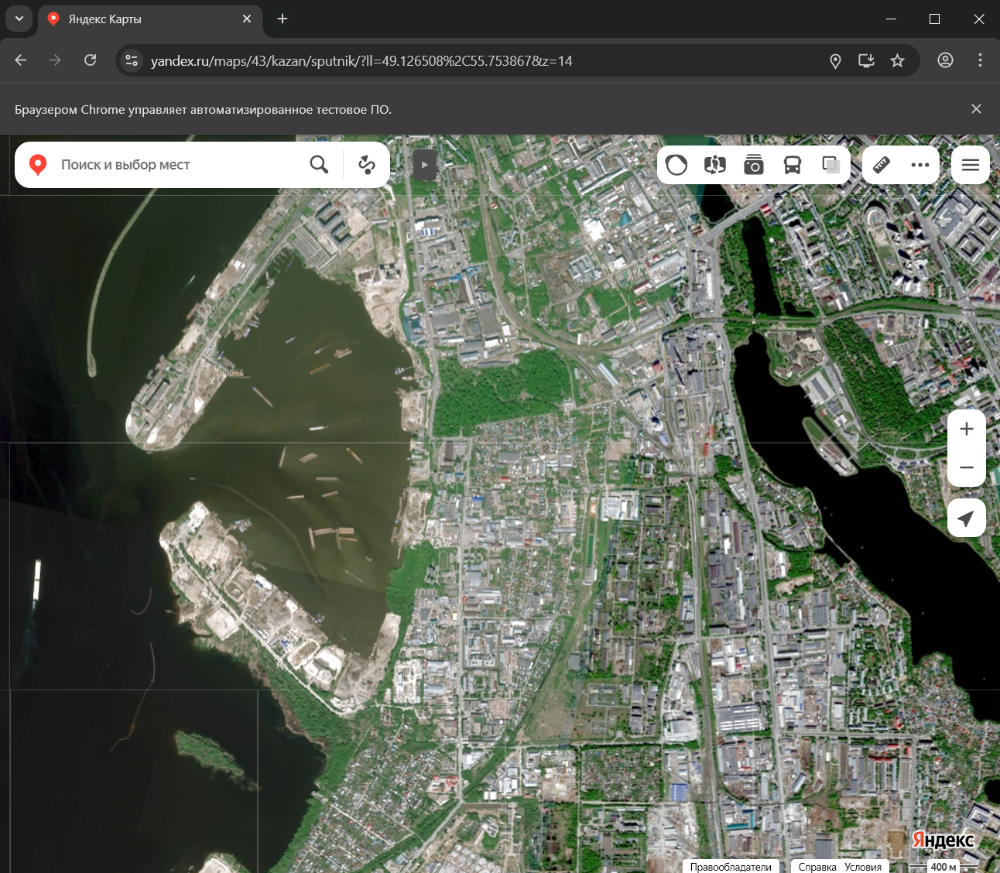 Яндекс Карты
yandex.ru/maps/43/kazan/sputnik/?ll=49.126508%2C55.753867&z=14
Браузером Chrome управляет автоматизированное тестовое ПО.
Поиск и выбор мест
Яндекс
Правообладатели
Справка Условия
400 м